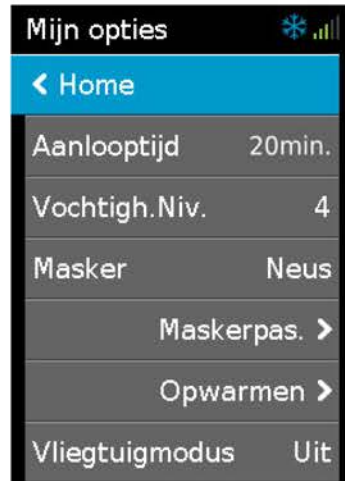 Mijn opties
Home
Aanlooptijd 20min.
Vochtigh.Niv. 4
Masker Neus
Maskerpas.
Opwarmen
Vliegtuigmodus Uit